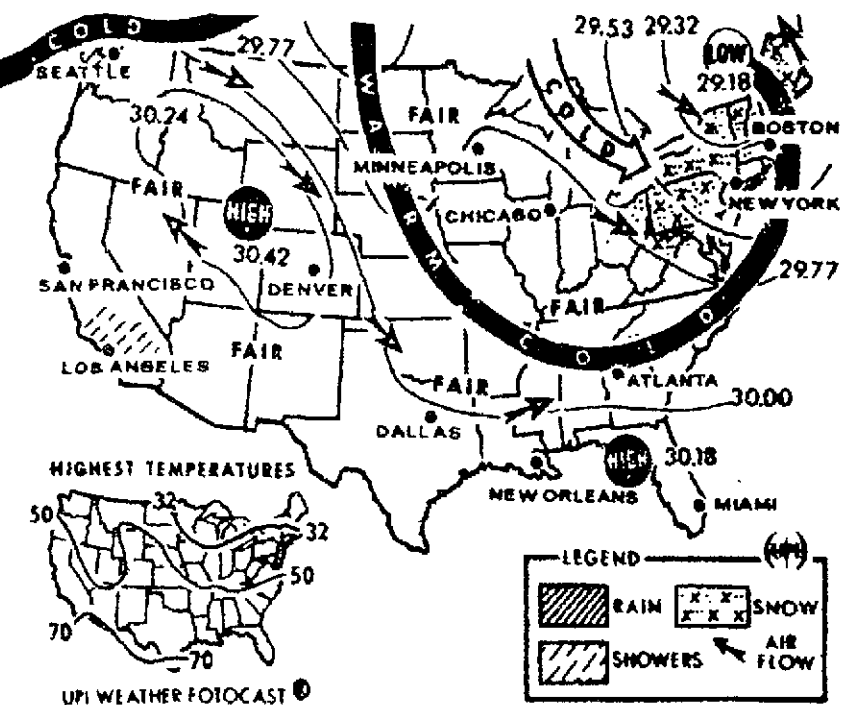 COLD
29.77
29.53 29.32
LOW
29.18
SEATTLE
WARM
COLD
30.24
FAIR
BOSTON
MINNEAPOLIS
FAIR
HIGH
CHICAGO
NEW YORK
30.42
29.77
SAN FRANCISCO
DENVER
FAIR
COLD
FAIR
LOS ANGELES
ATLANTA
FAIR
30.00
DALLAS
HIGH
30.18
HIGHEST TEMPERATURES
NEW ORLEANS
MIAMI
50
32
32
50
70
70
LEGEND
UPI
RAIN
SNOW
SHOWERS
AIR
FLOW
UPI WEATHER FOTOCAST